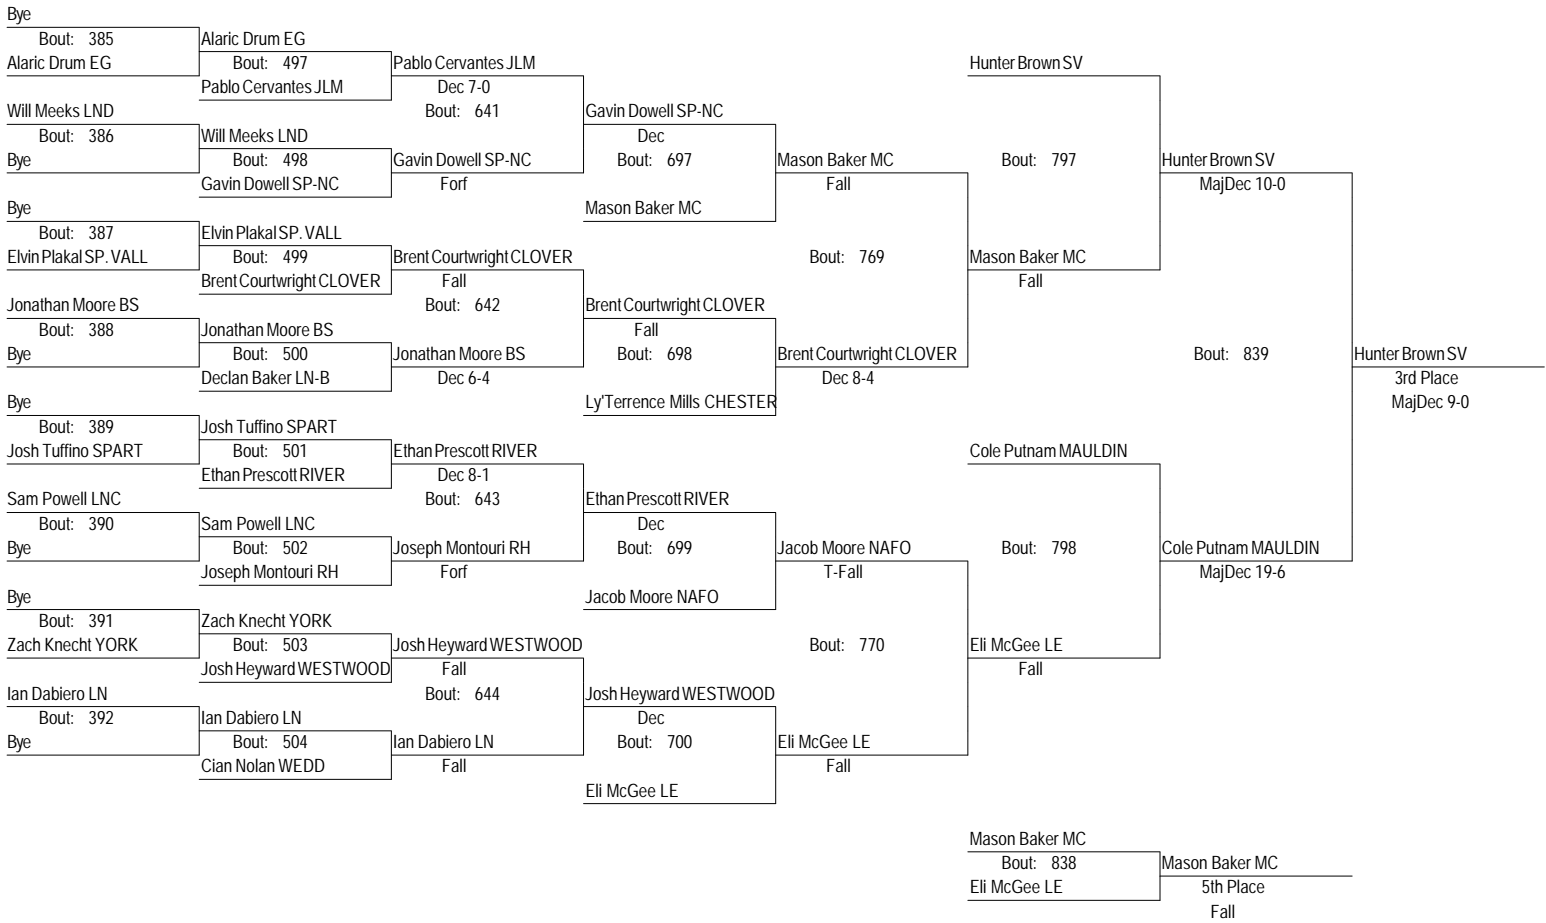 Bye
Bout: 385
Alaric Drum EG
Will Meeks LND
Bout: 386
Bye
Bye
Bout: 387
Elvin Plakal SP. VALL
Jonathan Moore BS
Bout: 388
Bye
Bye
Bout: 389
Josh Tuffino SPART
Sam Powell LNC
Bout: 390
Bye
Bye
Bout: 391
Zach Knecht YORK
Ian Dabiero LN
Bout: 392
Bye
Alaric Drum EG
Bout: 497
Pablo Cervantes JLM
Will Meeks LND
Bout: 498
Gavin Dowell SP-NC
Elvin Plakal SP. VALL
Bout: 499
Brent Courtwright CLOVER
Jonathan Moore BS
Bout: 500
Declan Baker LN-B
Josh Tuffino SPART
Bout: 501
Ethan Prescott RIVER
Sam Powell LNC
Bout: 502
Joseph Montouri RH
Zach Knecht YORK
Bout: 503
Josh Heyward WESTWOOD
Ian Dabiero LN
Bout: 504
Cian Nolan WEDD
Pablo Cervantes JLM
Dec 7-0
Bout: 641
Gavin Dowell SP-NC
Forf
Brent Courtwright CLOVER
Fall
Bout: 642
Jonathan Moore BS
Dec 6-4
Ethan Prescott RIVER
Dec 8-1
Bout: 643
Joseph Montouri RH
Forf
Josh Heyward WESTWOOD
Fall
Bout: 644
Ian Dabiero LN
Fall
Gavin Dowell SP-NC
Dec
Bout: 697
Mason Baker MC
Brent Courtwright CLOVER
Fall
Bout: 698
Ly'Terrence Mills CHESTER
Ethan Prescott RIVER
Dec
Bout: 699
Jacob Moore NAFO
Josh Heyward WESTWOOD
Dec
Bout: 700
Eli McGee LE
Mason Baker MC
Fall
Bout: 769
Brent Courtwright CLOVER
Dec 8-4
Jacob Moore NAFO
T-Fall
Bout: 770
Eli McGee LE
Fall
Hunter Brown SV
Bout: 797
Mason Baker MC
Fall
Cole Putnam MAULDIN
Bout: 798
Eli McGee LE
Fall
Hunter Brown SV
MajDec 10-0
Bout: 839
Cole Putnam MAULDIN
MajDec 19-6
Hunter Brown SV
3rd Place
MajDec 9-0
Mason Baker MC
Bout: 838
Eli McGee LE
Mason Baker MC
5th Place
Fall